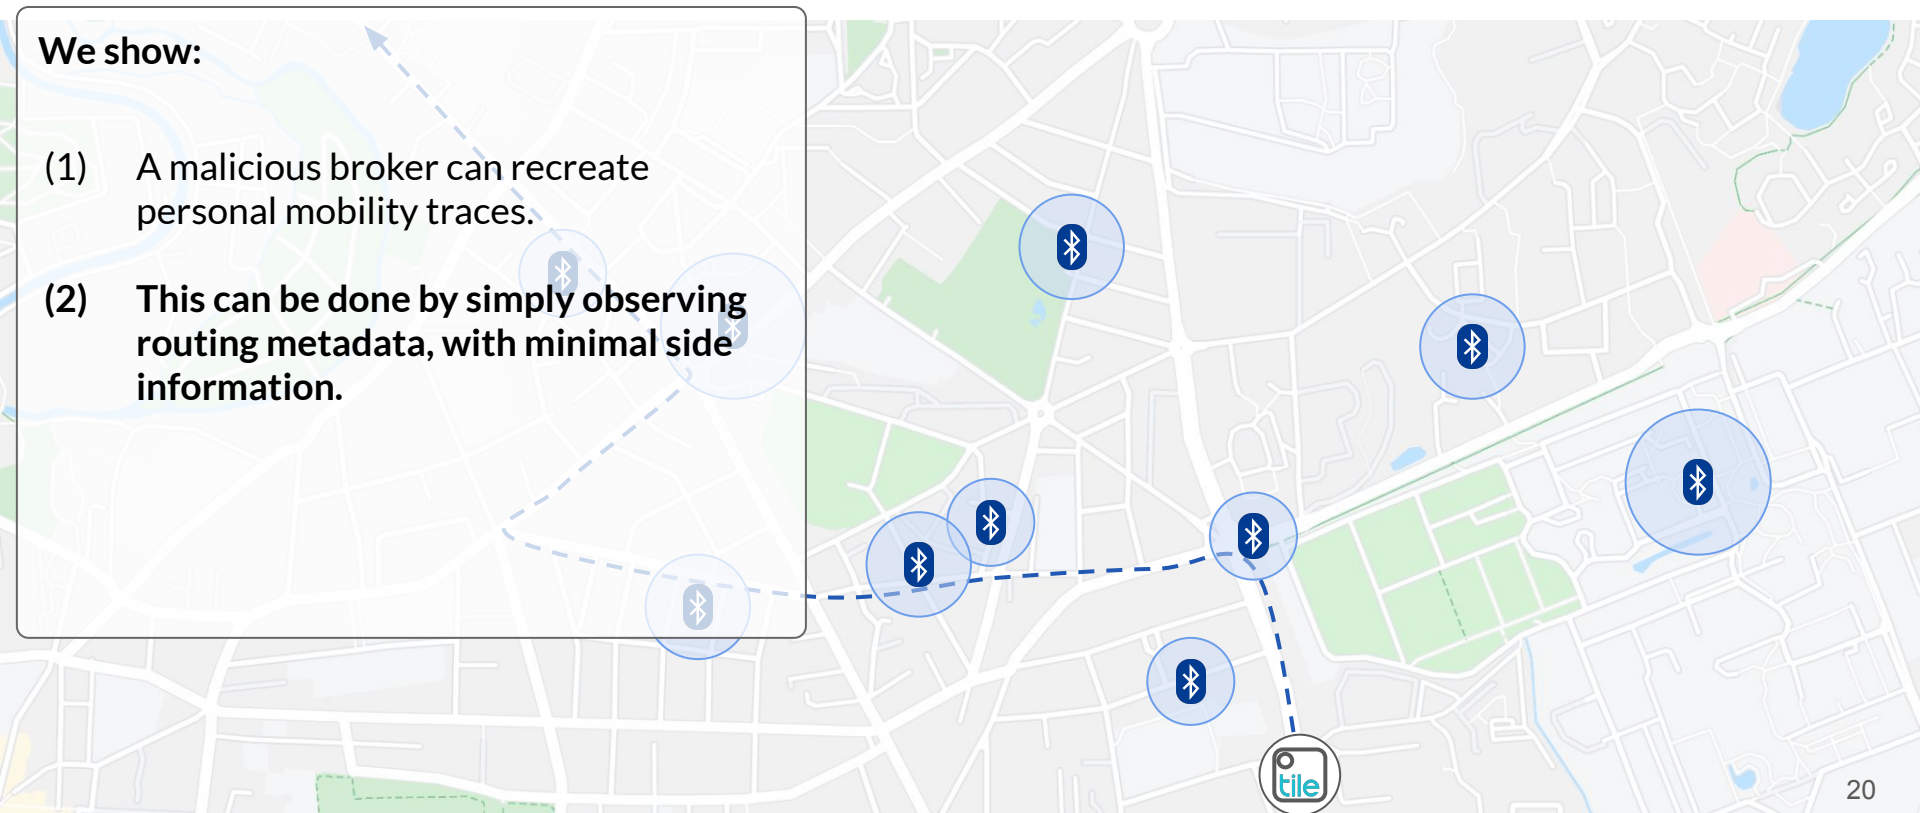 We show:
(1) A malicious broker can recreate
personal mobility traces.
(2) This can be done by simply observing
routing metadata, with minimal side
information.
tile
20